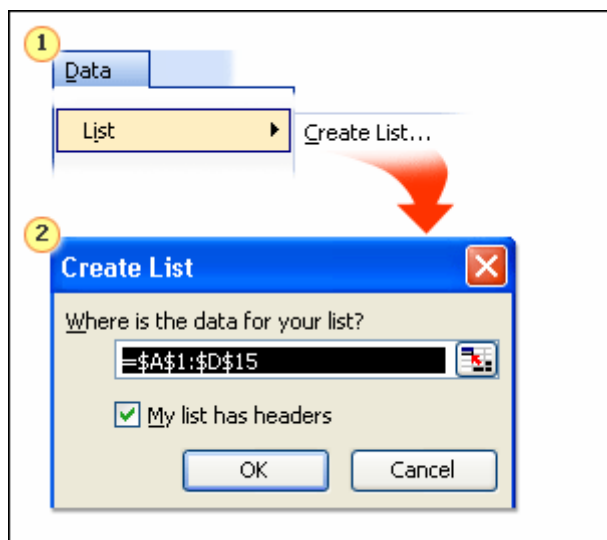 1
Data
List
Create List...
2
Create List
Where is the data for your list?
=$A$1:$D$15
My list has headers
OK
Cancel